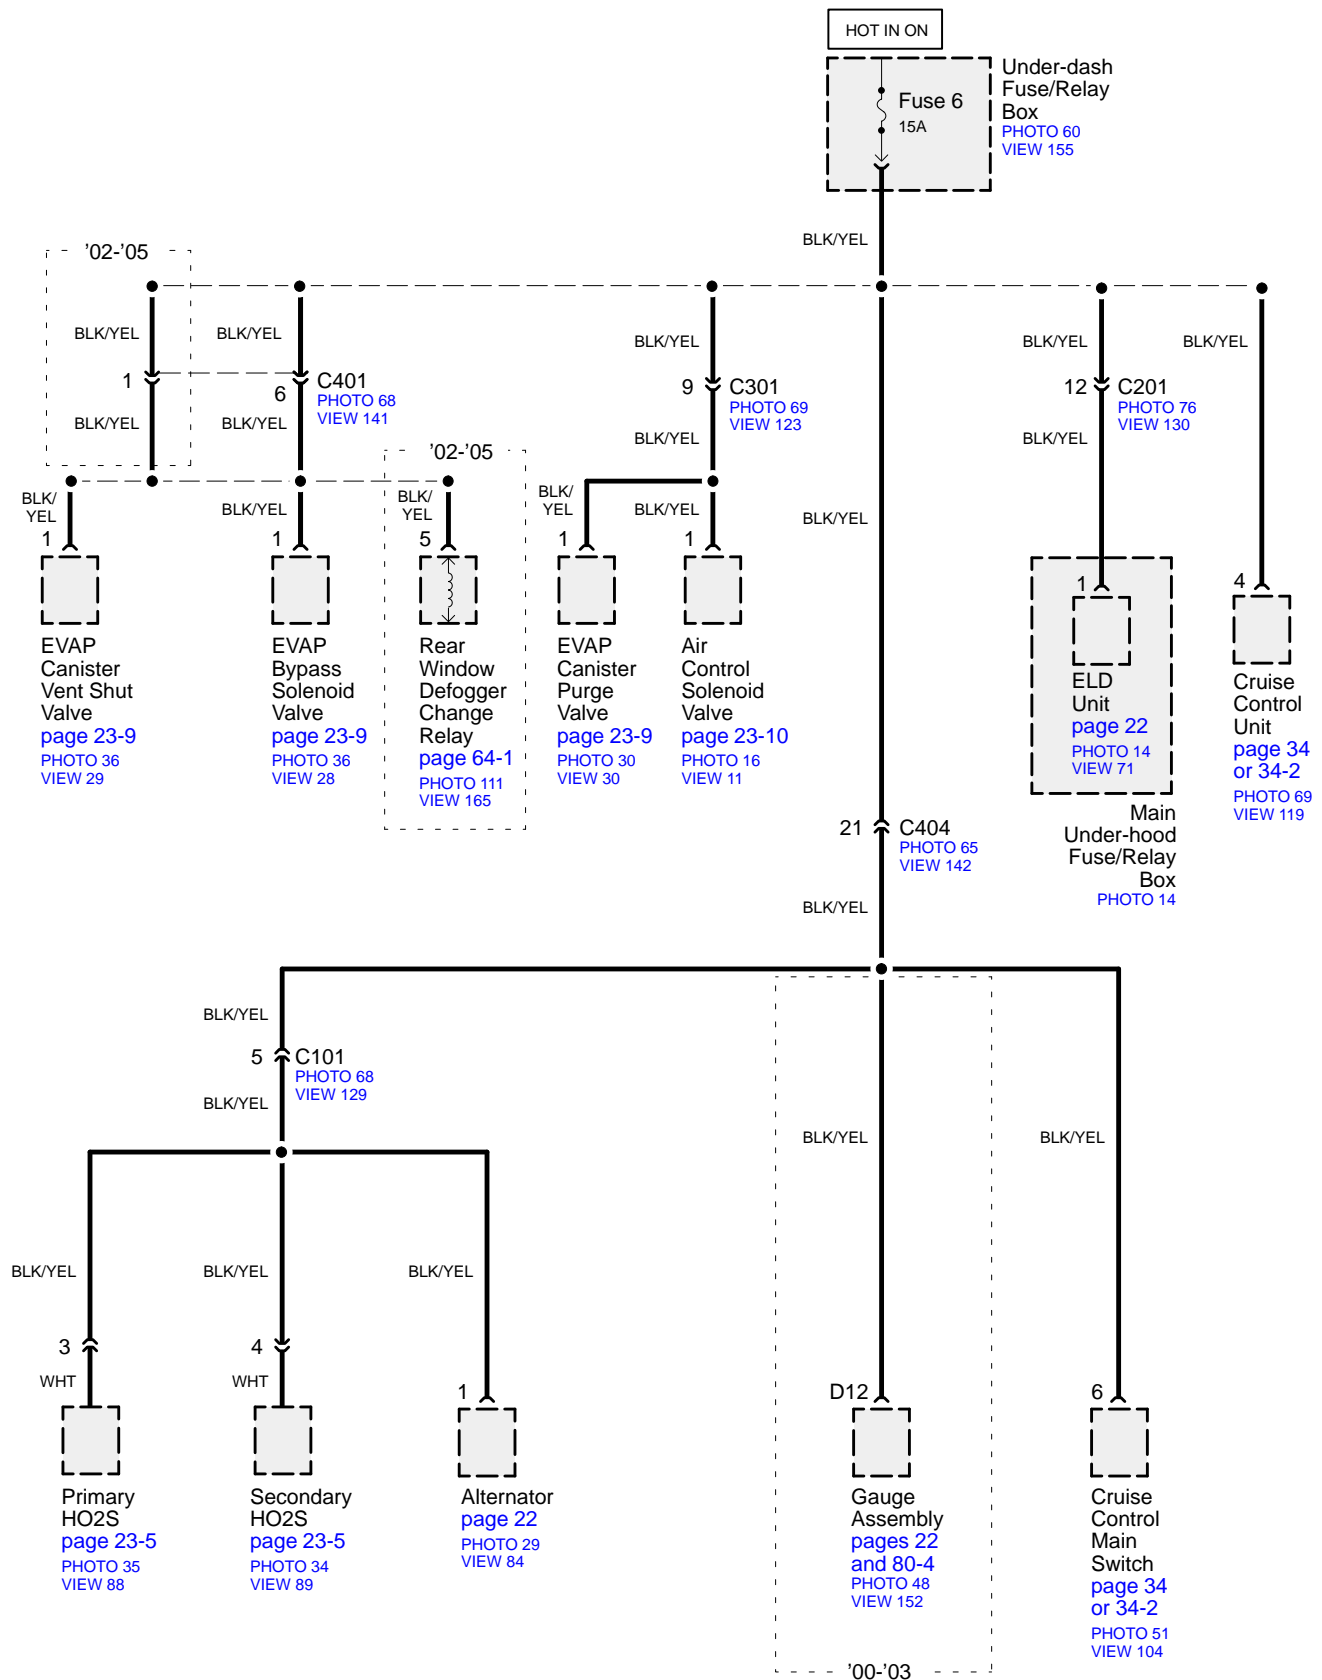 HOT IN ON
Under-dash
Fuse/Relay
Box
PHOTO 60
VIEW 155
Fuse 6
15A
BLK/YEL
'02-'05
BLK/YEL
BLK/YEL
BLK/YEL
BLK/YEL
BLK/YEL
1
6
C401
PHOTO 68
VIEW 141
9
C301
PHOTO 69
VIEW 123
12
C201
PHOTO 76
VIEW 130
BLK/YEL
BLK/YEL
BLK/YEL
BLK/YEL
'02-'05
BLK/
YEL
BLK/YEL
BLK/
YEL
BLK/
YEL
BLK/YEL
BLK/YEL
1
1
5
1
1
1
4
EVAP
Canister
Vent Shut
Valve
page 23-9
PHOTO 36
VIEW 29
EVAP
Bypass
Solenoid
Valve
page 23-9
PHOTO 36
VIEW 28
Rear
Window
Defogger
Change
Relay
page 64-1
PHOTO 111
VIEW 165
EVAP
Canister
Purge
Valve
page 23-9
PHOTO 30
VIEW 30
Air
Control
Solenoid
Valve
page 23-10
PHOTO 16
VIEW 11
ELD
Unit
page 22
PHOTO 14
VIEW 71
Main
Under-hood
Fuse/Relay
Box
PHOTO 14
Cruise
Control
Unit
page 34
or 34-2
PHOTO 69
VIEW 119
21
C404
PHOTO 65
VIEW 142
BLK/YEL
BLK/YEL
5
C101
PHOTO 68
VIEW 129
BLK/YEL
BLK/YEL
BLK/YEL
BLK/YEL
BLK/YEL
BLK/YEL
BLK/YEL
3
4
WHT
WHT
1
D12
6
Primary
HO2S
page 23-5
PHOTO 35
VIEW 88
Secondary
HO2S
page 23-5
PHOTO 34
VIEW 89
Alternator
page 22
PHOTO 29
VIEW 84
Gauge
Assembly
pages 22
and 80-4
PHOTO 48
VIEW 152
Cruise
Control
Main
Switch
page 34
or 34-2
PHOTO 51
VIEW 104
'00-'03